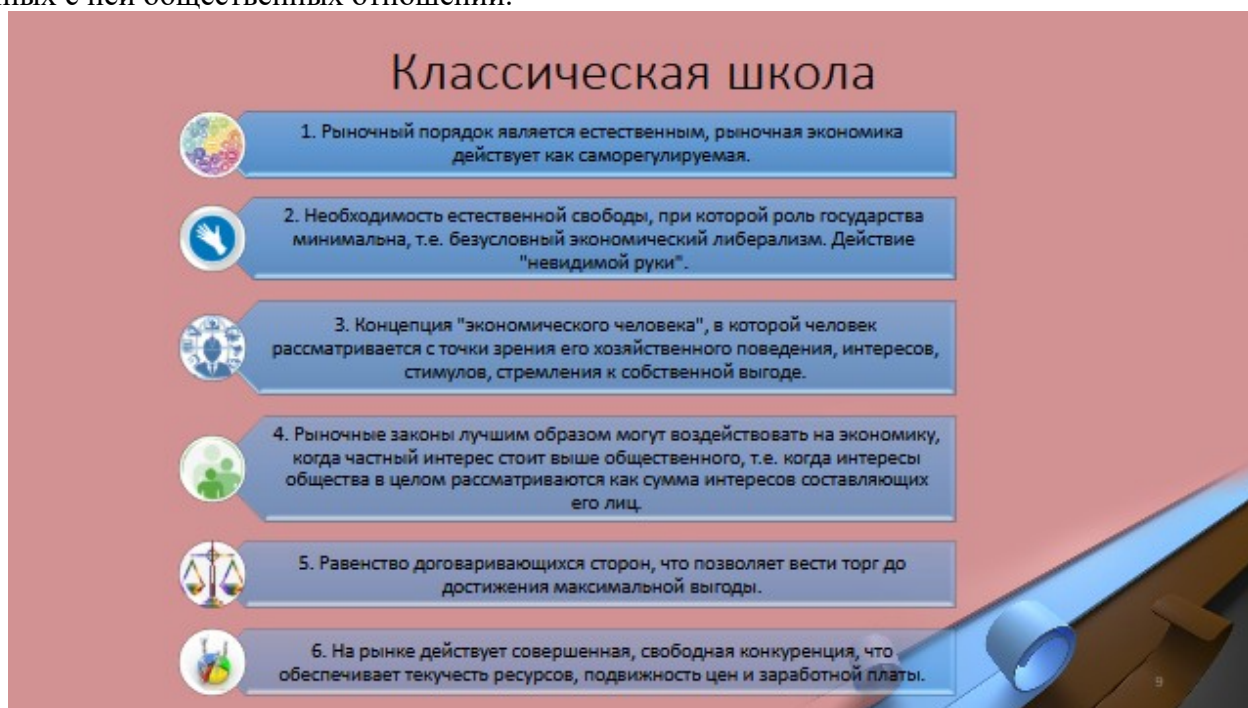 с ней общественных отношений.
Классическая школа
1. Рыночный порядок является естественным, рыночная экономика
действует как саморегулируемая.
2. Необходимость естественной свободы, при которой роль государства
минимальна, т.е. безусловный экономический либерализм. Действие
"невидимой руки".
3. Концепция "экономического человека", в которой человек
рассматривается с точки зрения его хозяйственного поведения, интересов,
стимулов, стремления к собственной выгоде.
4. Рыночные законы лучшим образом могут воздействовать на экономику,
когда частный интерес стоит выше общественного, т.е. когда интересы
общества в целом рассматриваются как сумма интересов составляющих
его лиц.
5. Равенство договаривающихся сторон, что позволяет вести торг до
достижения максимальной выгоды.
6. На рынке действует совершенная, свободная конкуренция, что
обеспечивает текучесть ресурсов, подвижность цен и заработной платы.
9